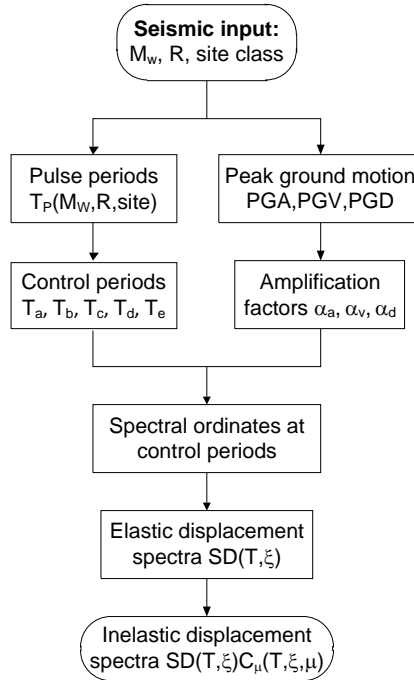 Seismic input:
Mw, R, site class
Pulse periods
TP(MW,R,site)
Peak ground motion
PGA,PGV,PGD
Control periods
Ta, Tb, Tc, Td, Te
Amplification
factors αa, αv, αd
Spectral ordinates at
control periods
Elastic displacement
spectra SD(T,ξ)
Inelastic displacement
spectra SD(T,ξ)Cμ(T,ξ,μ)